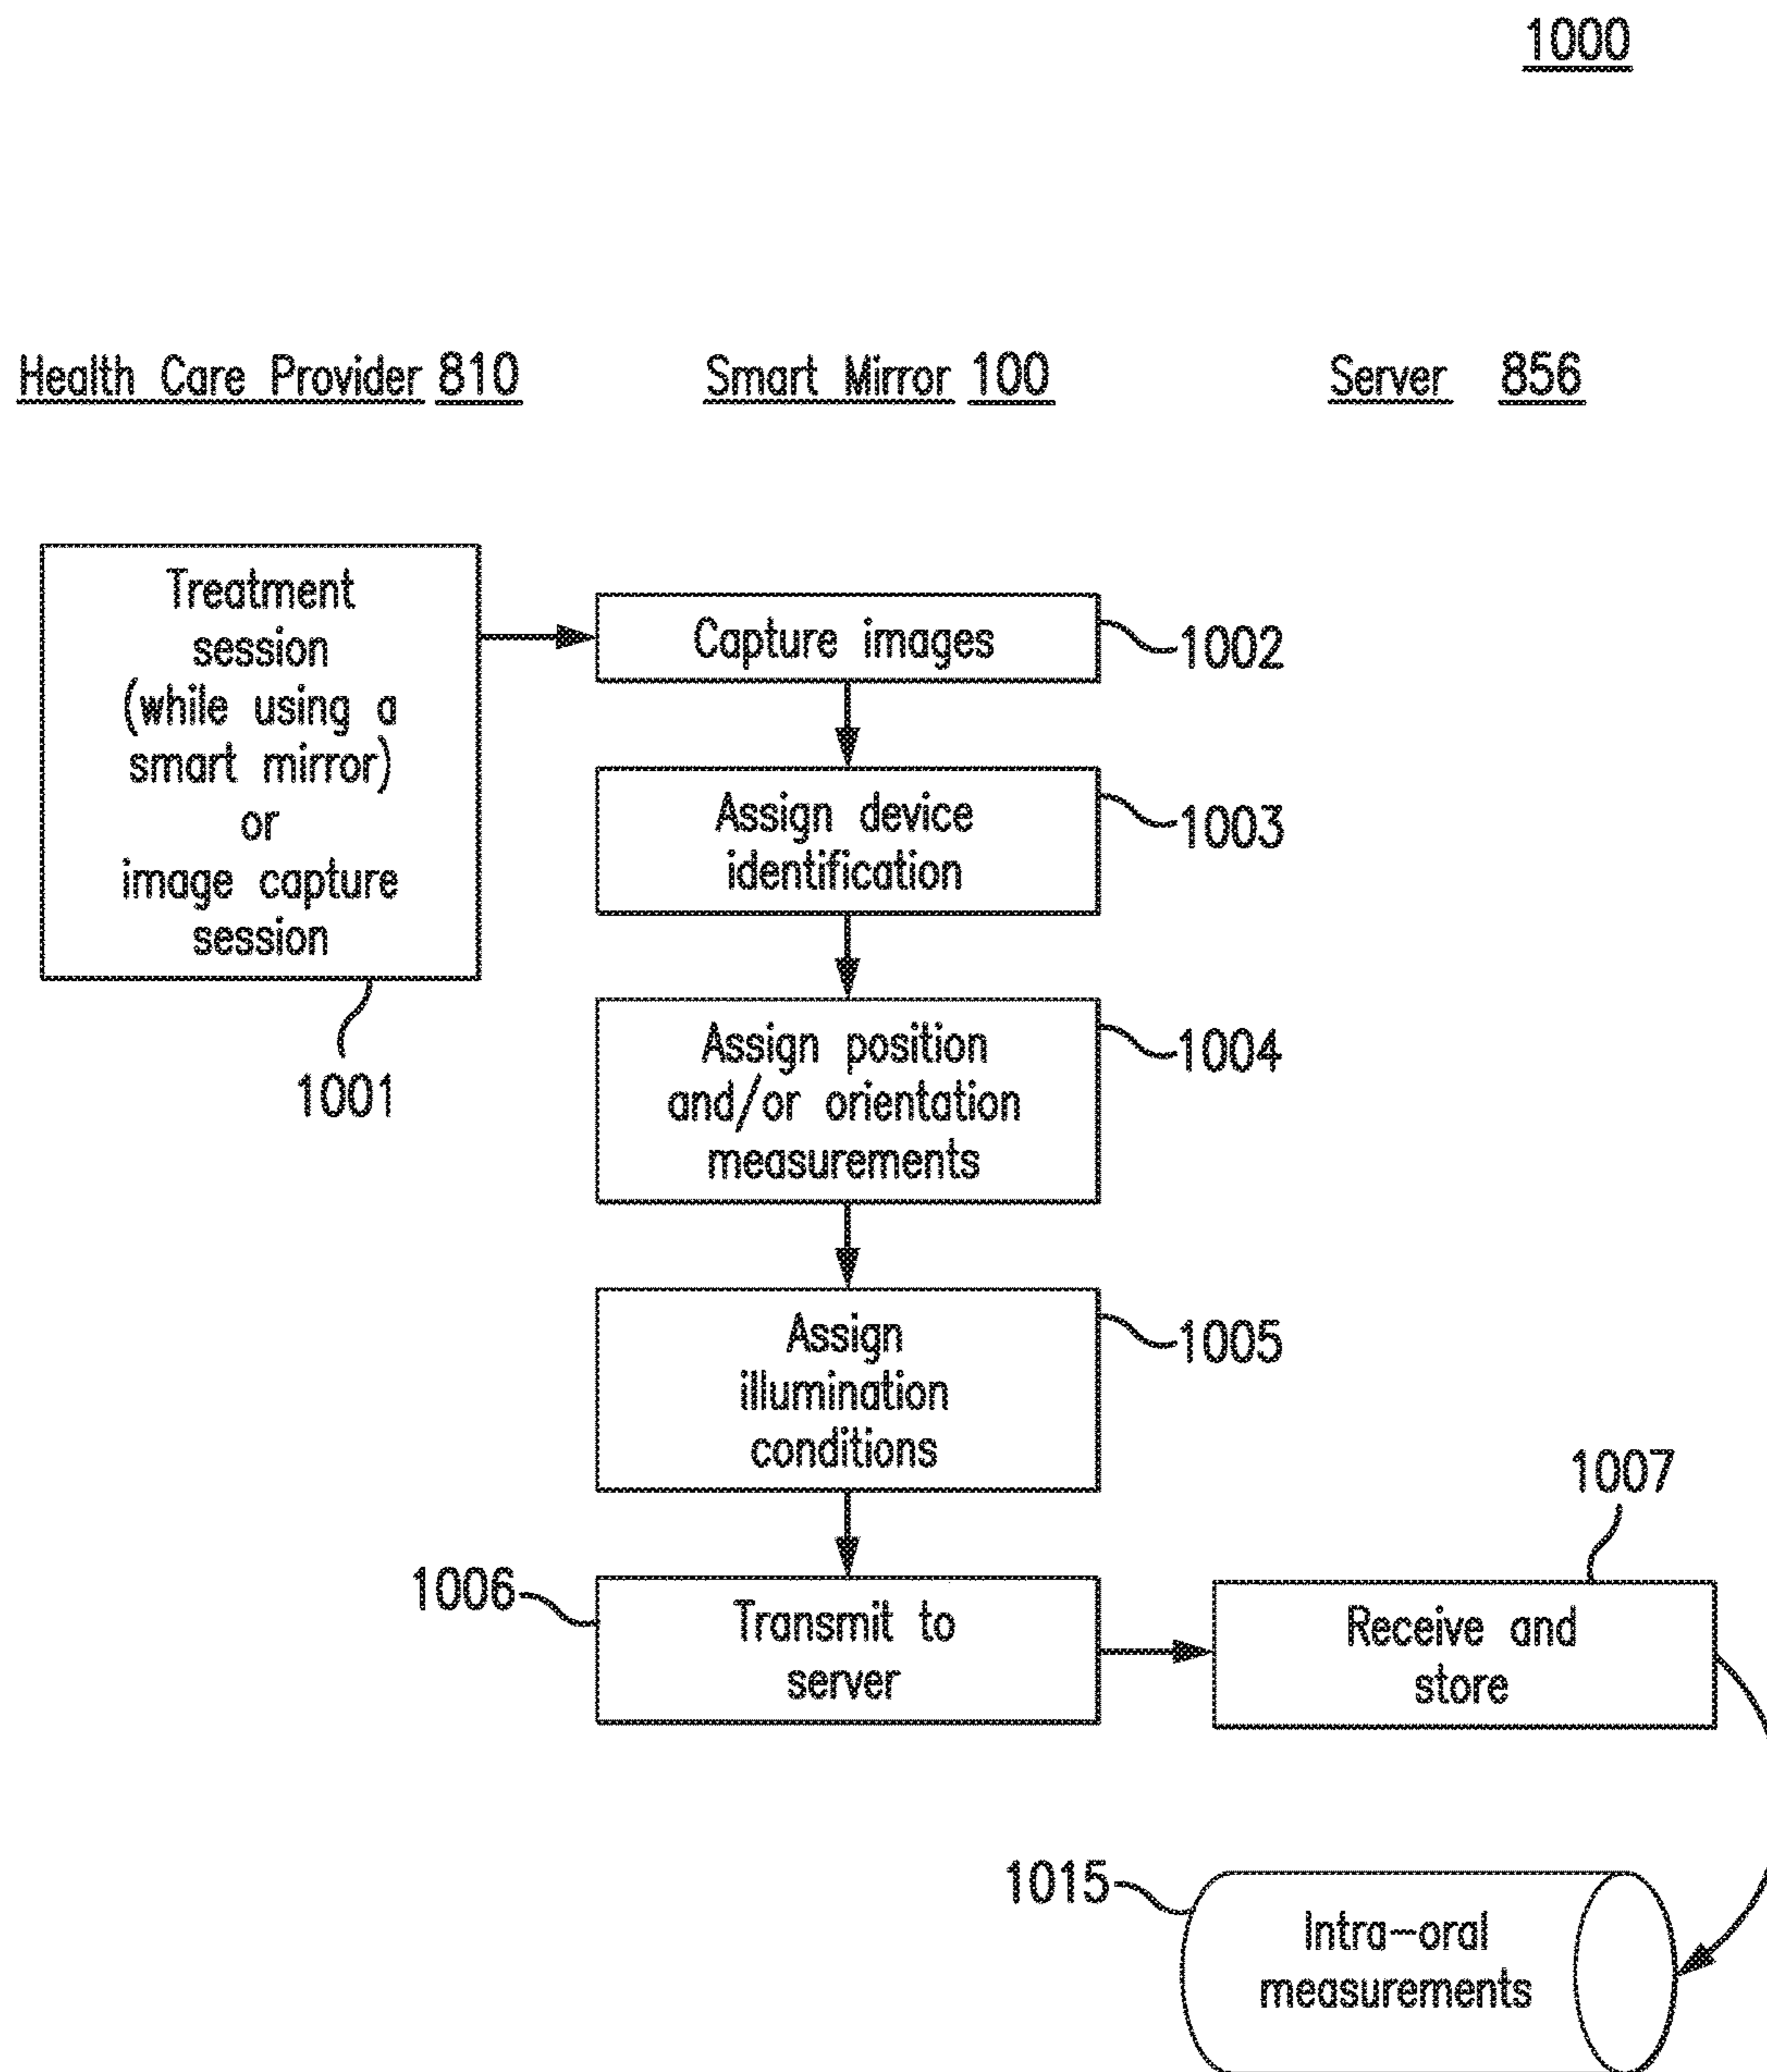 1000
Health Care Provider 810
Smart Mirror 100
Server 856
Treatment
session
(while using a
smart mirror)
or
image capture
session
1001
Capture images
1002
Assign device
identification
1003
Assign position
and/or orientation
measurements
1004
Assign
illumination
conditions
1005
1006
Transmit to
server
1007
Receive and
store
1015
Intra-oral
measurements